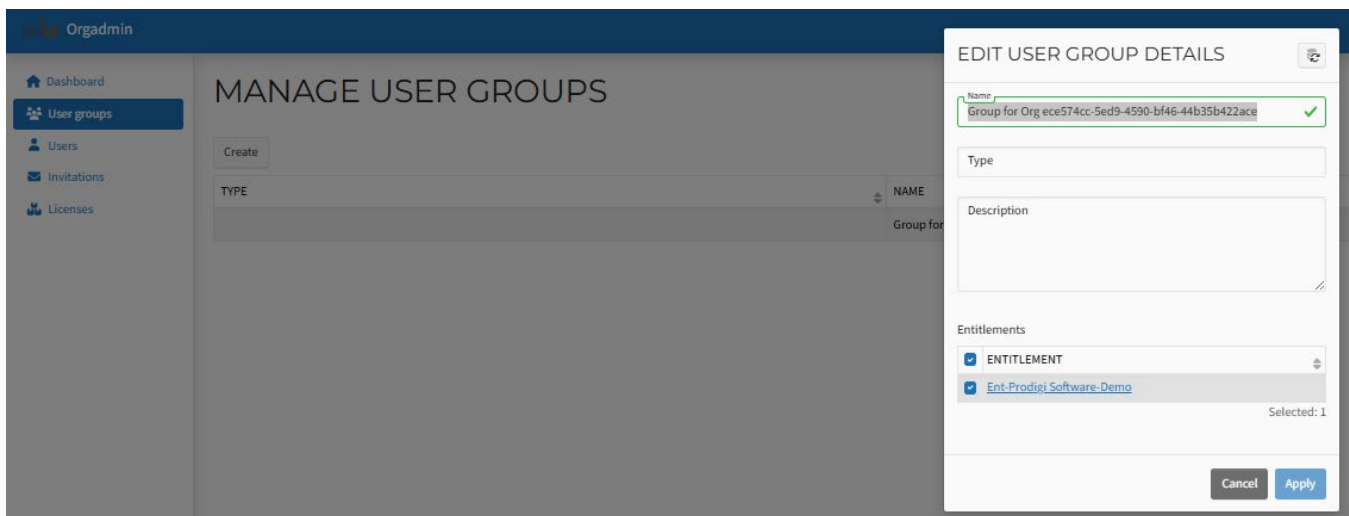 Orgadmin
Dashboard
User groups
Users
Invitations
Licenses
MANAGE USER GROUPS
Create
TYPE
NAME
Group for
EDIT USER GROUP DETAILS
Name
Group for Org ece574cc-5ed9-4590-bf46-44b35b422ace
Type
Description
Entitlements
ENTITLEMENT
Ent-Prodigi Software-Demo
Selected: 1
Cancel
Apply